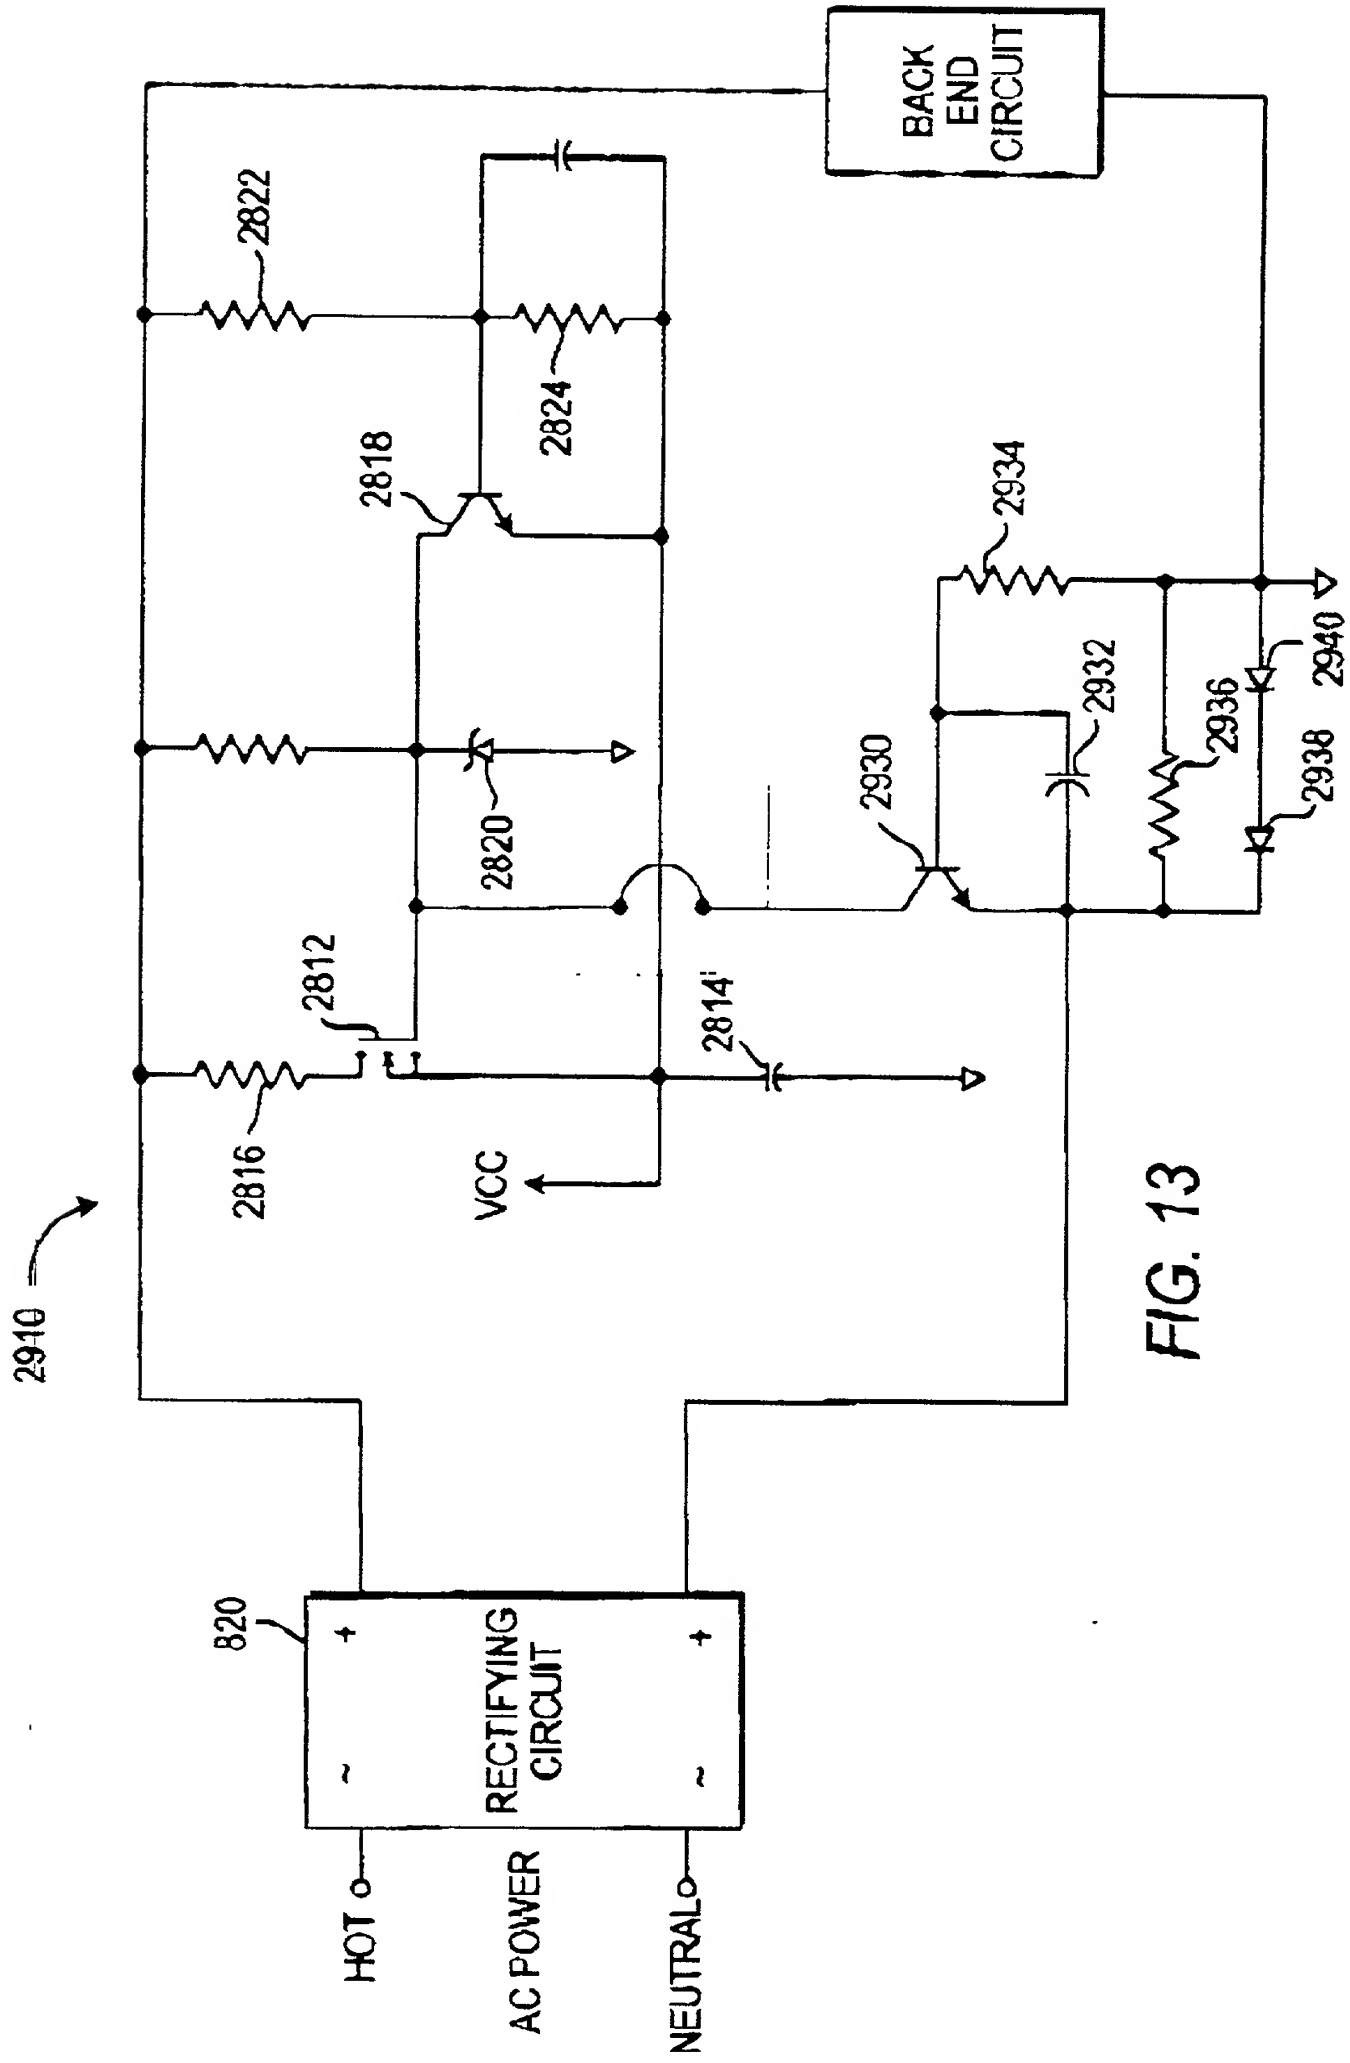 2910
820
HOT
AC POWER
NEUTRAL
~
+
RECTIFYING
CIRCUIT
~
+
2816
2812
VCC
2814
2820
2818
2822
2824
2930
2932
2934
2936
2938
2940
BACK
END
CIRCUIT
FIG. 13